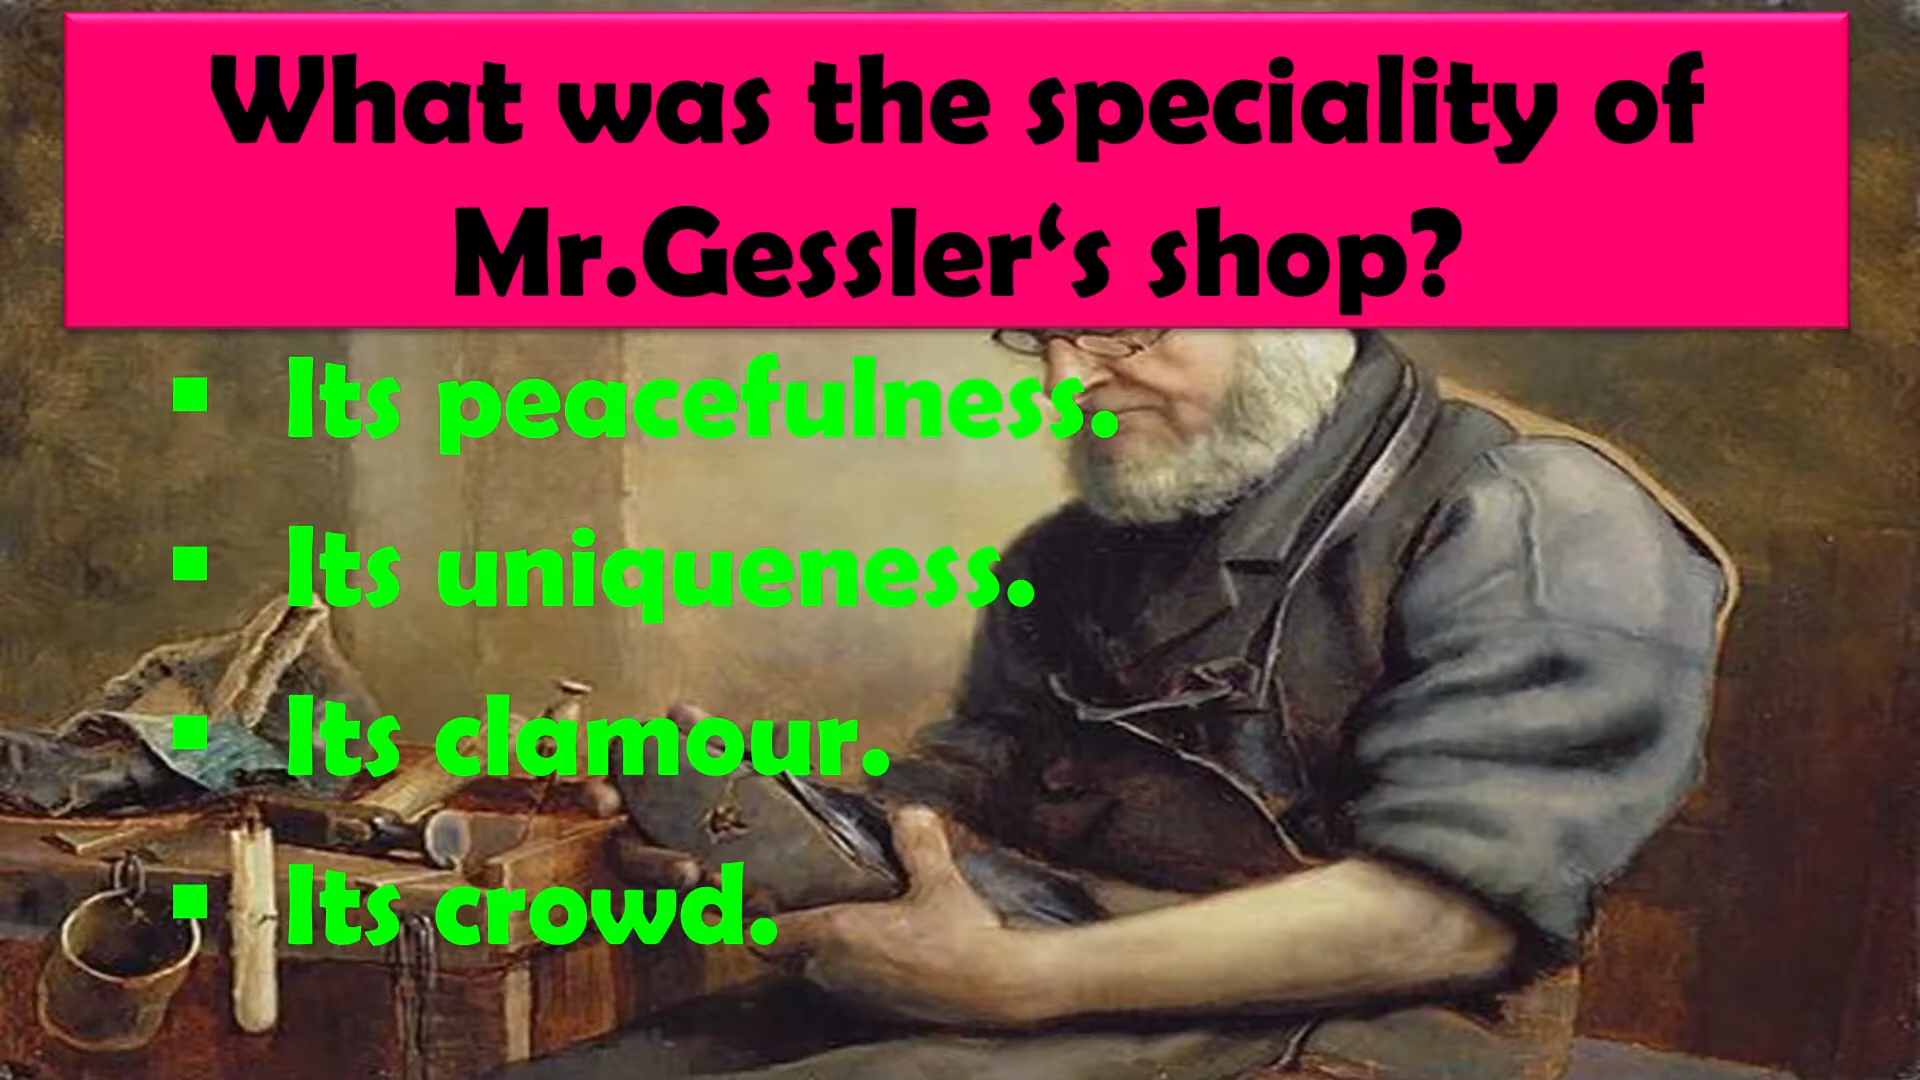 What was the speciality of
Mr.Gessler‘s shop?
▪ Its peacefulness.
▪ Its uniqueness.
▪ Its clamour.
▪ Its crowd.